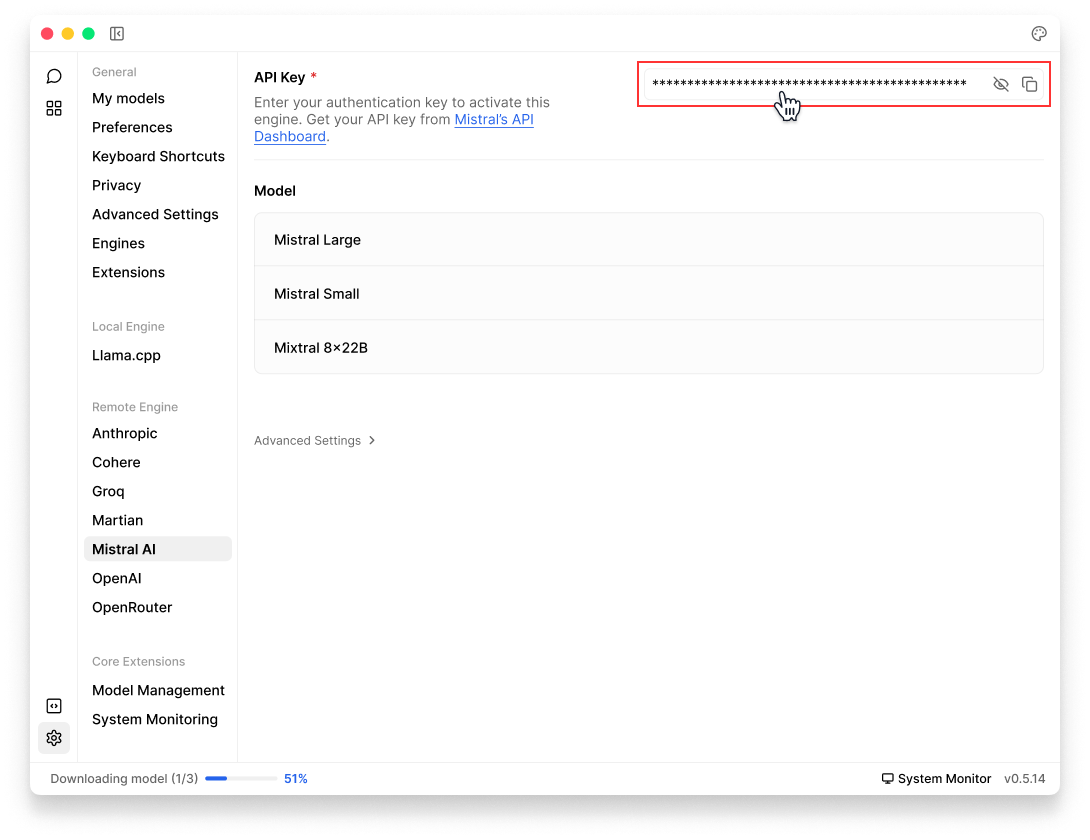 General
My models
Preferences
Keyboard Shortcuts
Privacy
Advanced Settings
Engines
Extensions
Local Engine
Llama.cpp
Remote Engine
Anthropic
Cohere
Groq
Martian
Mistral AI
OpenAI
OpenRouter
Core Extensions
Model Management
System Monitoring
API Key *
Enter your authentication key to activate this
engine. Get your API key from Mistral's API
Dashboard.
*********************************************
Model
Mistral Large
Mistral Small
Mixtral 8×22B
Advanced Settings
Downloading model (1/3) 51%
System Monitor v0.5.14